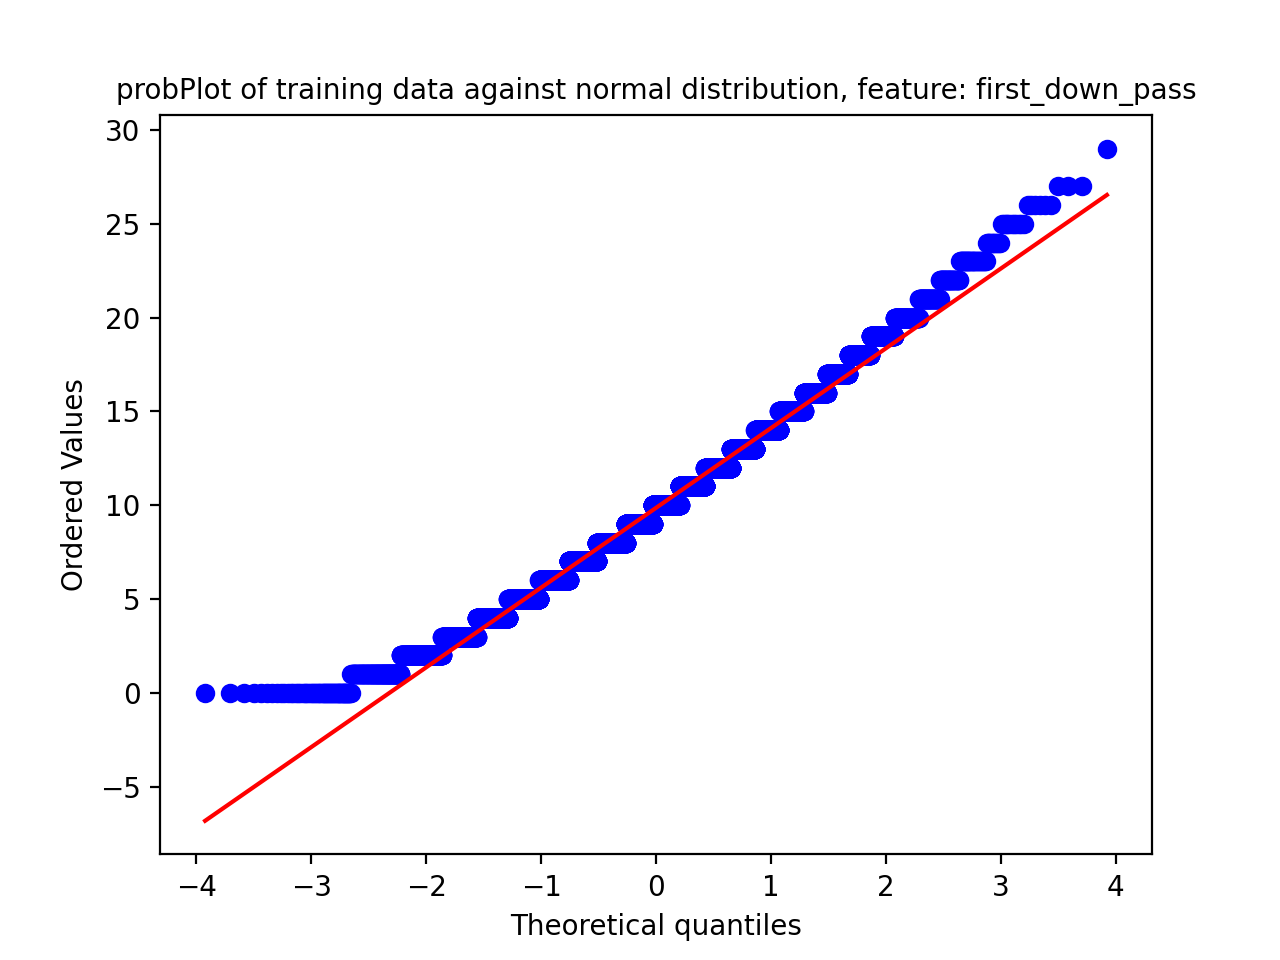 probPlot of training data against normal distribution, feature: first_down_pass
30
25
20
15
10
5
0
−5
Ordered Values
−4 −3 −2 −1 0 1 2 3 4
Theoretical quantiles